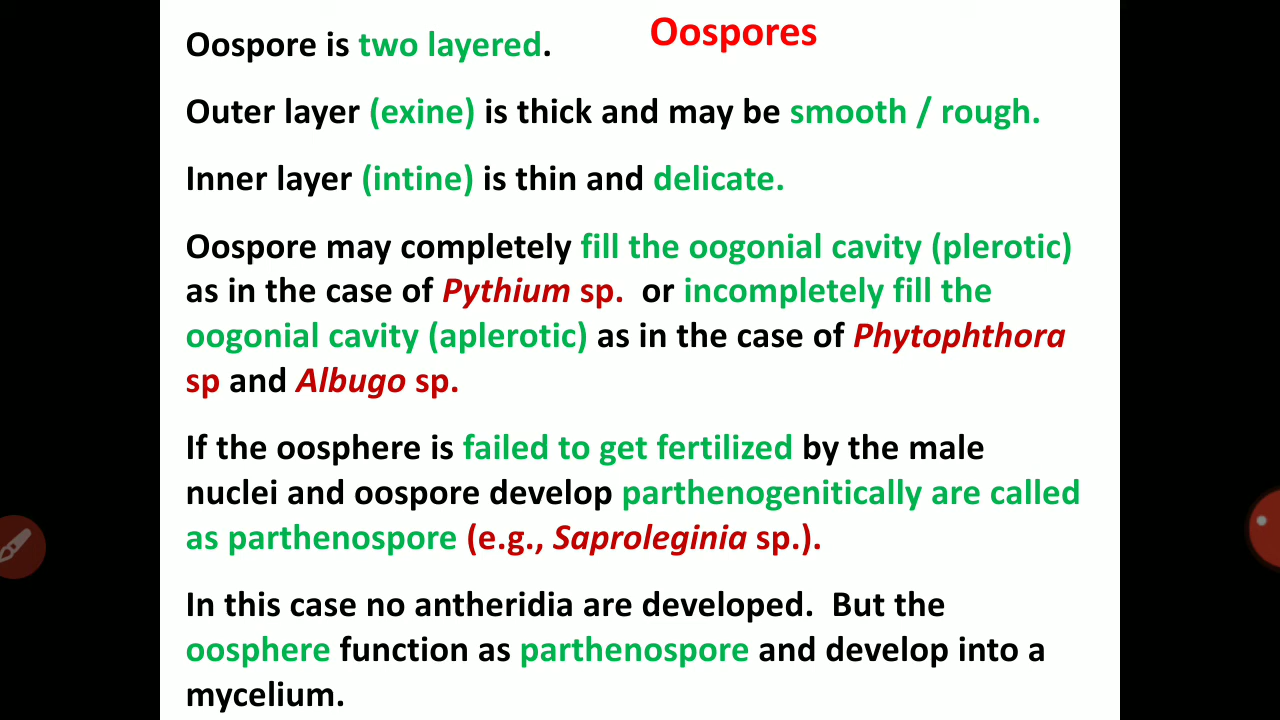 Oospores
Oospore is two layered.
Outer layer (exine) is thick and may be smooth / rough.
Inner layer (intine) is thin and delicate.
Oospore may completely fill the oogonial cavity (plerotic)
as in the case of Pythium sp. or incompletely fill the
oogonial cavity (aplerotic) as in the case of Phytophthora
sp and Albugo sp.
If the oosphere is failed to get fertilized by the male
nuclei and oospore develop parthenogenitically are called
as parthenospore (e.g., Saproleginia sp.).
In this case no antheridia are developed. But the
oosphere function as parthenospore and develop into a
mycelium.